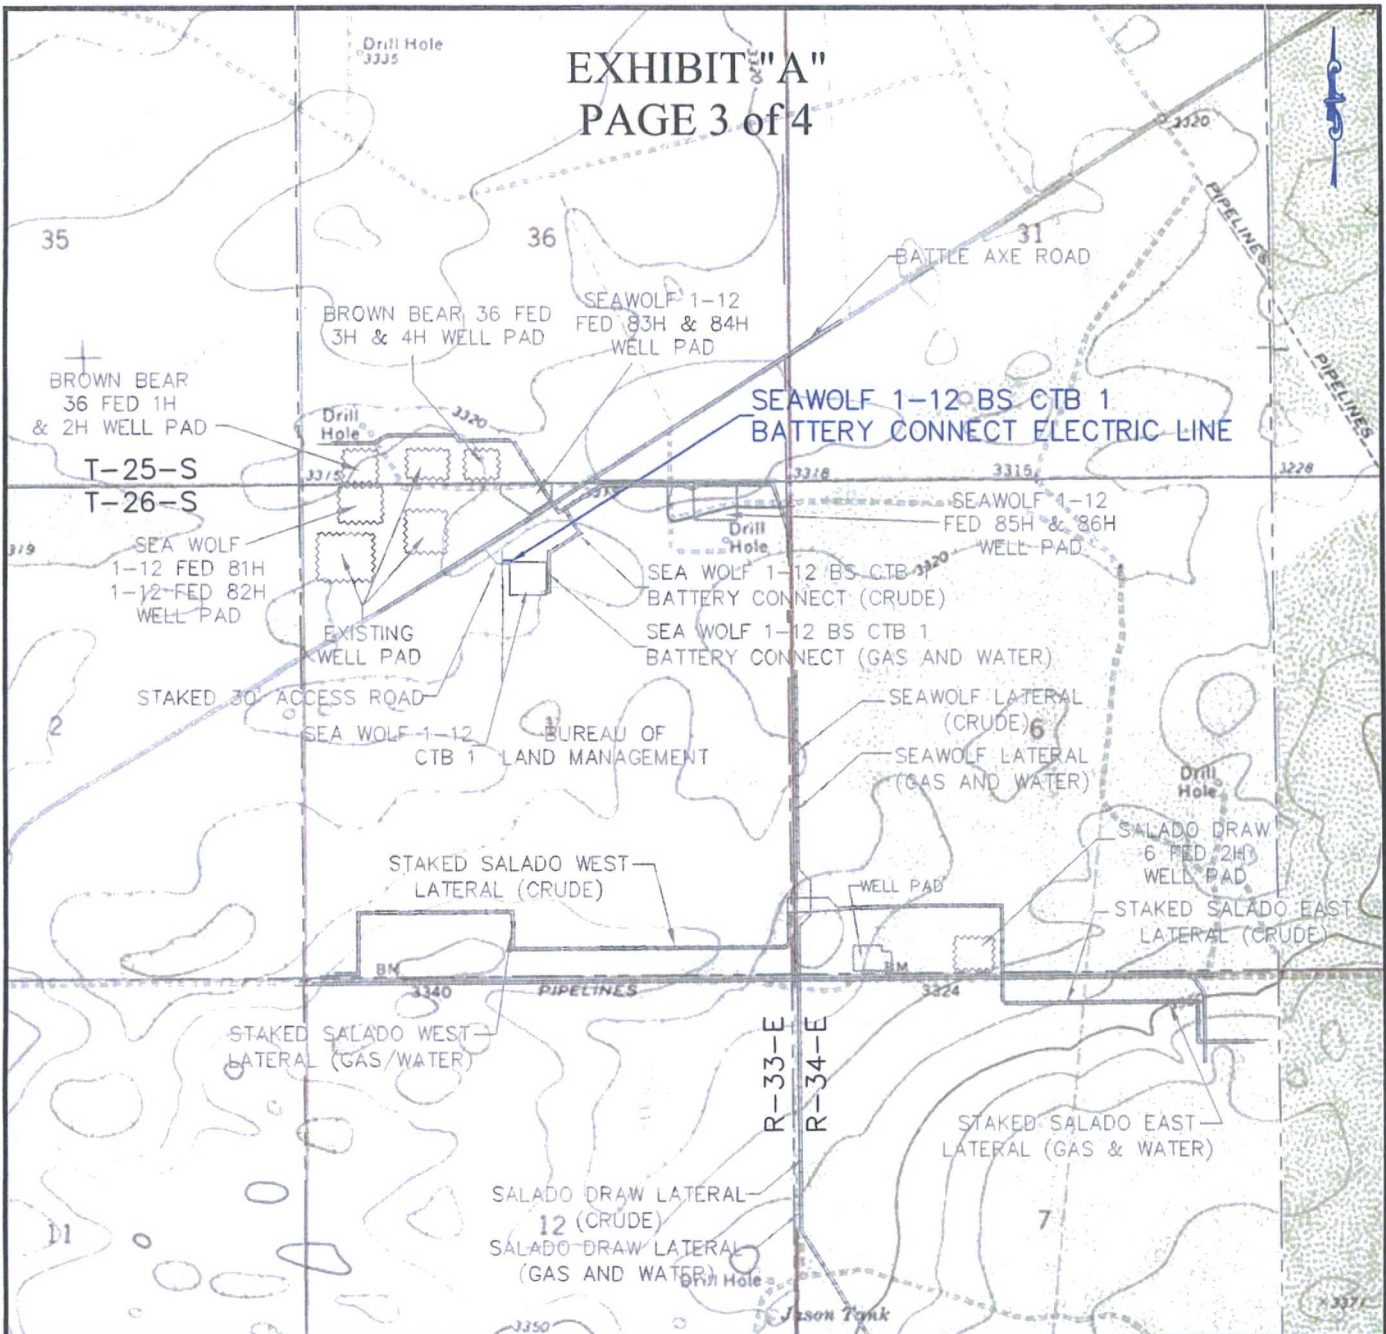 Drill Hole
3335
EXHIBIT "A"
PAGE 3 of 4
3320
3320
35
36
31
PIPELINES
BATTLE AXE ROAD
BROWN BEAR 36 FED
3H & 4H WELL PAD
SEAWOLF 1-12
FED 83H & 84H
WELL PAD
PIPELINES
BROWN BEAR
36 FED 1H
& 2H WELL PAD
SEAWOLF 1-12 BS CTB 1
BATTERY CONNECT ELECTRIC LINE
Drill
Hole
3320
T-25-S
T-26-S
3315
3318
3316
3228
SEAWOLF 1-12
FED 85H & 86H
WELL PAD
Drill
Hole
319
SEA WOLF
1-12 FED 81H
1-12 FED 82H
WELL PAD
3320
SEA WOLF 1-12 BS CTB 1
BATTERY CONNECT (CRUDE)
EXISTING
WELL PAD
SEA WOLF 1-12 BS CTB 1
BATTERY CONNECT (GAS AND WATER)
STAKED 30' ACCESS ROAD
SEAWOLF LATERAL
(CRUDE)
2
1
6
SEA WOLF 1-12
CTB 1
BUREAU OF
LAND MANAGEMENT
SEAWOLF LATERAL
(GAS AND WATER)
Drill
Hole
SALADO DRAW
6 FED 2H
WELL PAD
STAKED SALADO WEST
LATERAL (CRUDE)
WELL PAD
STAKED SALADO EAST
LATERAL (CRUDE)
BM
3340
PIPELINES
BM
3324
STAKED SALADO WEST
LATERAL (GAS/WATER)
R-33-E
R-34-E
STAKED SALADO EAST
LATERAL (GAS & WATER)
SALADO DRAW LATERAL
(CRUDE)
11
12
7
SALADO DRAW LATERAL
(GAS AND WATER)
Drill Hole
Jason Tank
3350
3371